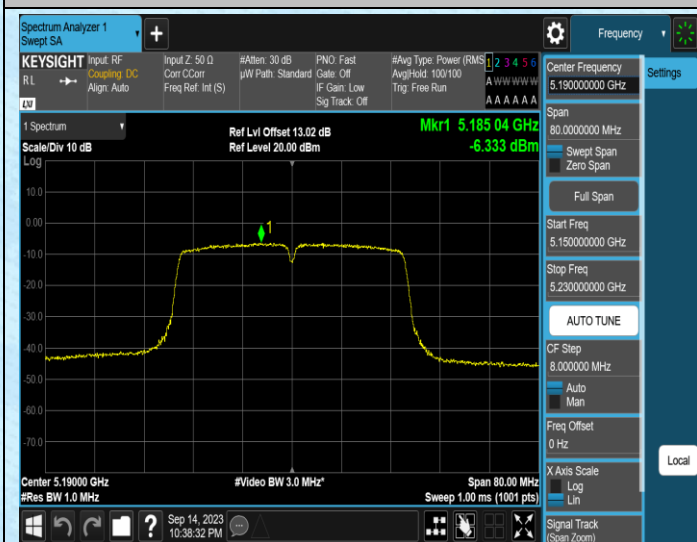 Spectrum Analyzer 1
Swept SA
Frequency
KEYSIGHT
R L
LXI
Input: RF
Coupling: DC
Align: Auto
Input Z: 50 Ω
Corr CCorr
Freq Ref: Int (S)
#Atten: 30 dB
µW Path: Standard
PNO: Fast
Gate: Off
IF Gain: Low
Sig Track: Off
#Avg Type: Power (RMS
Avg|Hold: 100/100
Trig: Free Run
1 2 3 4 5 6
A W W W W W
A A A A A A
1 Spectrum
Scale/Div 10 dB
Ref Lvl Offset 13.02 dB
Ref Level 20.00 dBm
Mkr1 5.185 04 GHz
-6.333 dBm
Log
10.0
0.00
-10.0
-20.0
-30.0
-40.0
-50.0
-60.0
-70.0
1
Center 5.19000 GHz
#Res BW 1.0 MHz
#Video BW 3.0 MHz*
Span 80.00 MHz
Sweep 1.00 ms (1001 pts)
Sep 14, 2023
10:38:32 PM
Center Frequency
5.190000000 GHz
Span
80.0000000 MHz
Swept Span
Zero Span
Full Span
Start Freq
5.150000000 GHz
Stop Freq
5.230000000 GHz
AUTO TUNE
CF Step
8.000000 MHz
Auto
Man
Freq Offset
0 Hz
X Axis Scale
Log
Lin
Signal Track
(Span Zoom)
Settings
Local